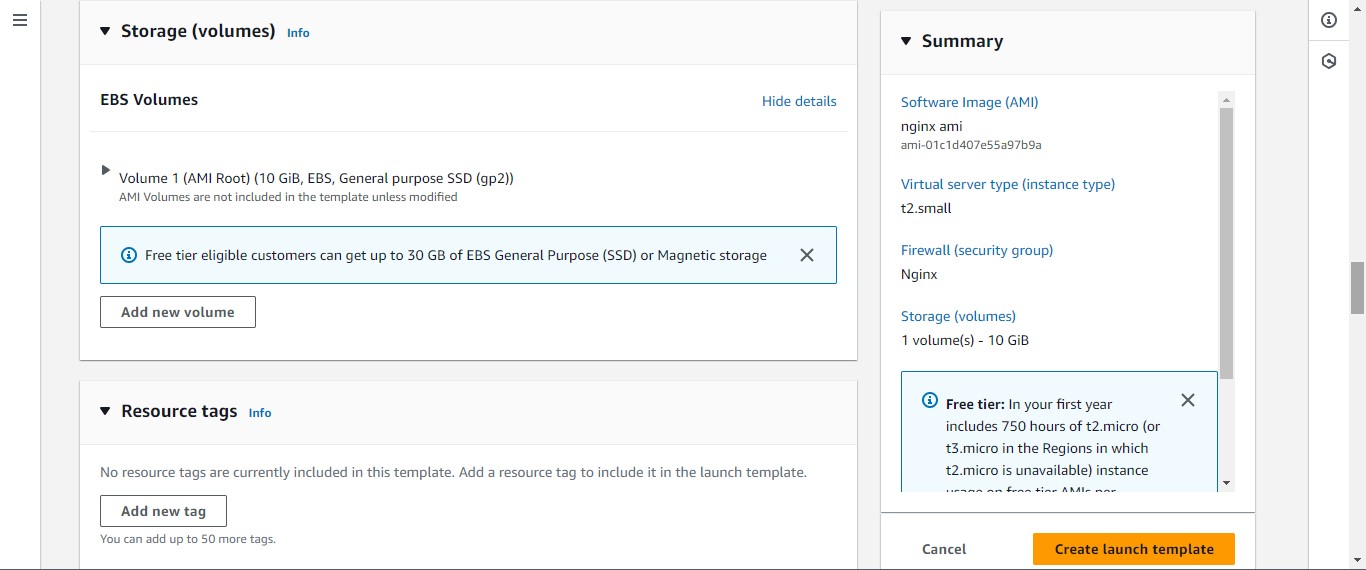 Storage (volumes) Info
EBS Volumes
Hide details
Volume 1 (AMI Root) (10 GiB, EBS, General purpose SSD (gp2))
AMI Volumes are not included in the template unless modified
Free tier eligible customers can get up to 30 GB of EBS General Purpose (SSD) or Magnetic storage
Add new volume
Resource tags Info
No resource tags are currently included in this template. Add a resource tag to include it in the launch template.
Add new tag
You can add up to 50 more tags.
Summary
Software Image (AMI)
nginx ami
ami-01c1d407e55a97b9a
Virtual server type (instance type)
t2.small
Firewall (security group)
Nginx
Storage (volumes)
1 volume(s) - 10 GiB
Free tier: In your first year
includes 750 hours of t2.micro (or
t3.micro in the Regions in which
t2.micro is unavailable) instance
usage on free tier AMIs per
Cancel
Create launch template